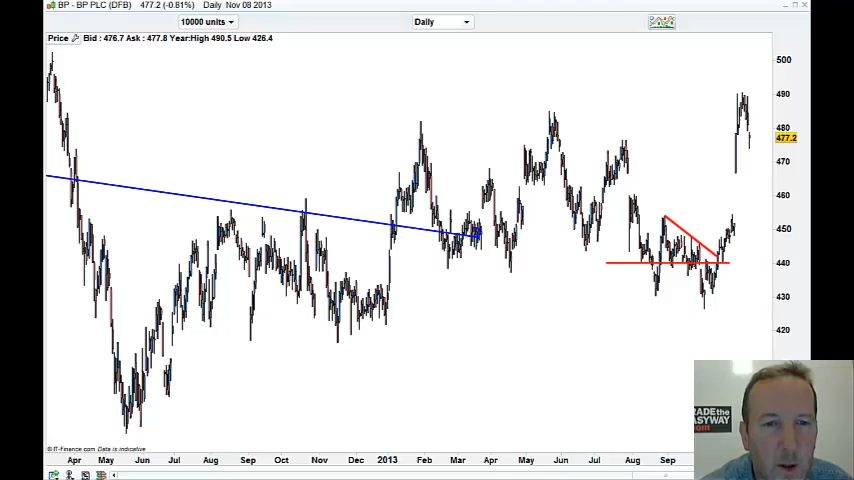 BP - BP PLC (DFB) 477.2 (-0.81%) Daily Nov 08 2013
10000 units
Daily
Price Bid : 476.7 Ask : 477.8 Year:High 490.5 Low 426.4
500
490
480
477.2
470
460
450
440
430
420
© IT-Finance.com Date is indicative
Apr May Jun Jul Aug Sep Oct Nov Dec 2013 Feb Mar Apr May Jun Jul Aug Sep
RADEthe
EASYWAY
.com